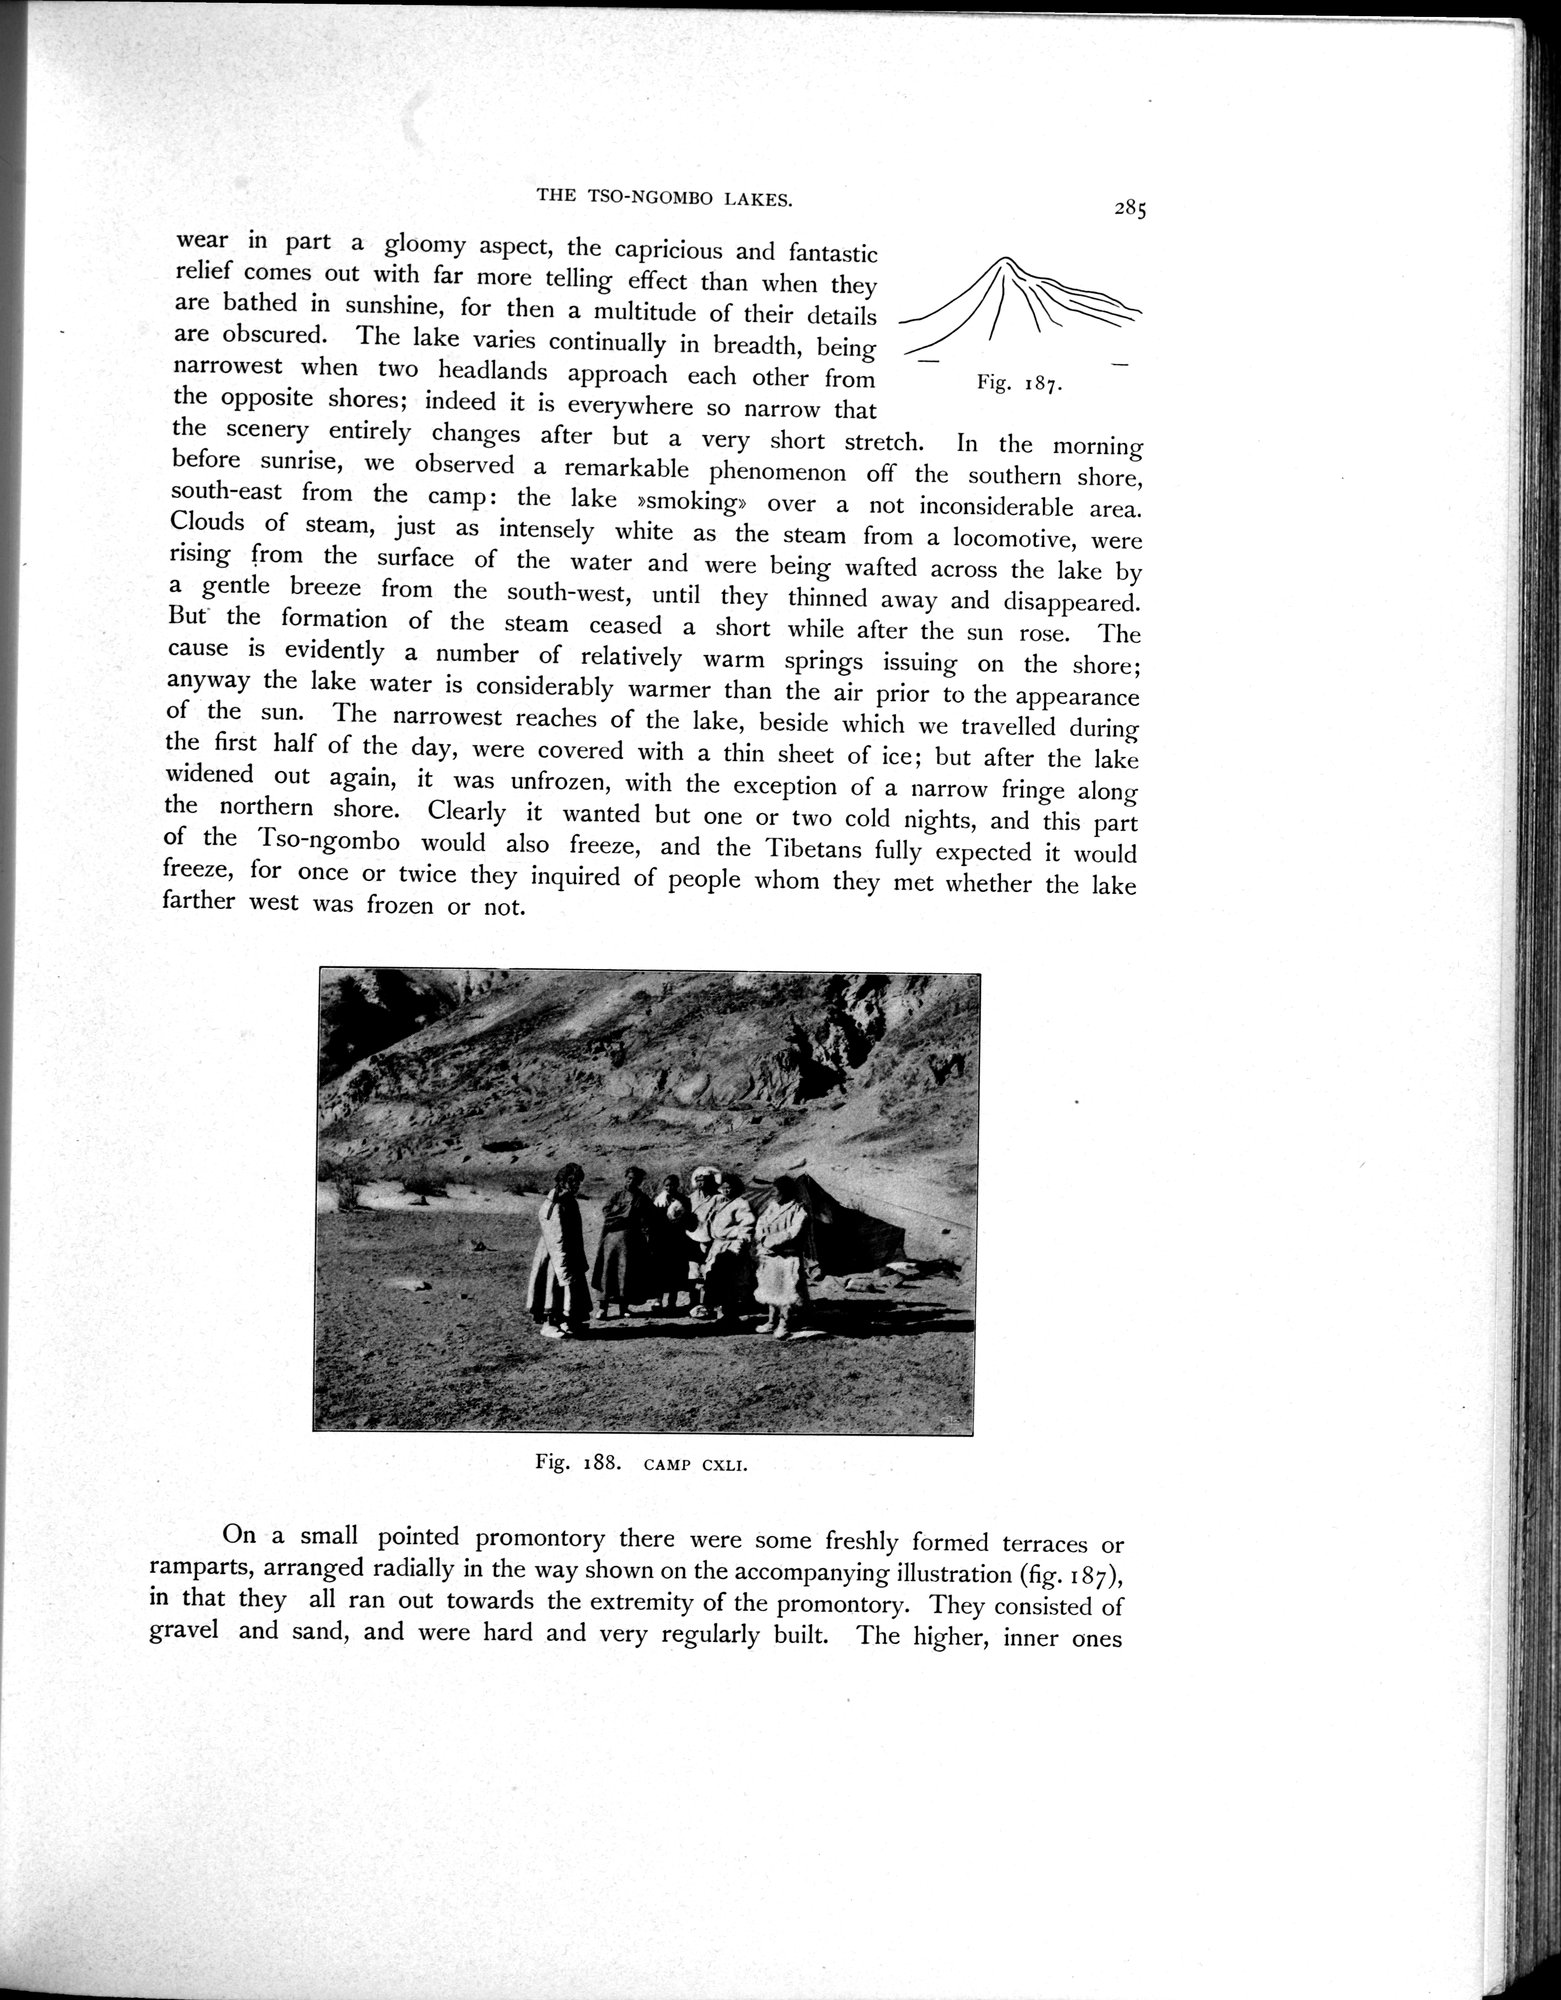 THE TSO-NGOMBO LAKES.
285
wear in part a gloomy aspect, the capricious and fantastic
relief comes out with far more telling effect than when they
are bathed in sunshine, for then a multitude of their details
are obscured. The lake varies continually in breadth, being
narrowest when two headlands approach each other from
the opposite shores; indeed it is everywhere so narrow that
Fig. 187.
the scenery entirely changes after but a very short stretch. In the morning
before sunrise, we observed a remarkable phenomenon off the southern shore,
south-east from the camp: the lake »smoking» over a not inconsiderable area.
Clouds of steam, just as intensely white as the steam from a locomotive, were
rising from the surface of the water and were being wafted across the lake by
a gentle breeze from the south-west, until they thinned away and disappeared.
But the formation of the steam ceased a short while after the sun rose. The
cause is evidently a number of relatively warm springs issuing on the shore;
anyway the lake water is considerably warmer than the air prior to the appearance
of the sun. The narrowest reaches of the lake, beside which we travelled during
the first half of the day, were covered with a thin sheet of ice; but after the lake
widened out again, it was unfrozen, with the exception of a narrow fringe along
the northern shore. Clearly it wanted but one or two cold nights, and this part
of the Tso-ngombo would also freeze, and the Tibetans fully expected it would
freeze, for once or twice they inquired of people whom they met whether the lake
farther west was frozen or not.
Fig. 188. CAMP CXLI.
On a small pointed promontory there were some freshly formed terraces or
ramparts, arranged radially in the way shown on the accompanying illustration (fig. 187),
in that they all ran out towards the extremity of the promontory. They consisted of
gravel and sand, and were hard and very regularly built. The higher, inner ones